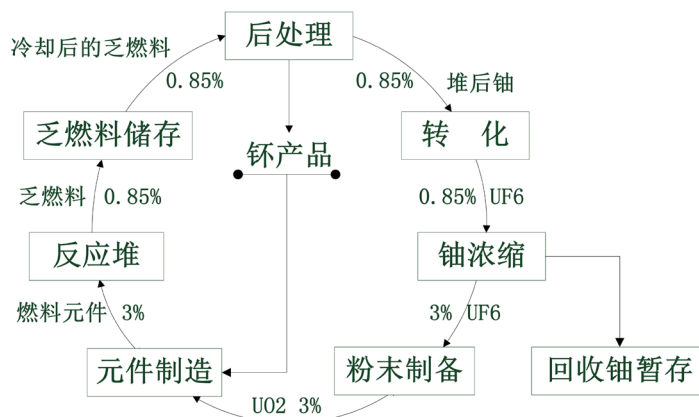 后处理
冷却后的乏燃料
0.85%
0.85%
堆后铀
乏燃料储存
钚产品
转 化
乏燃料 0.85%
0.85% UF6
反应堆
铀浓缩
燃料元件 3%
3% UF6
元件制造
粉末制备
回收铀暂存
UO2 3%